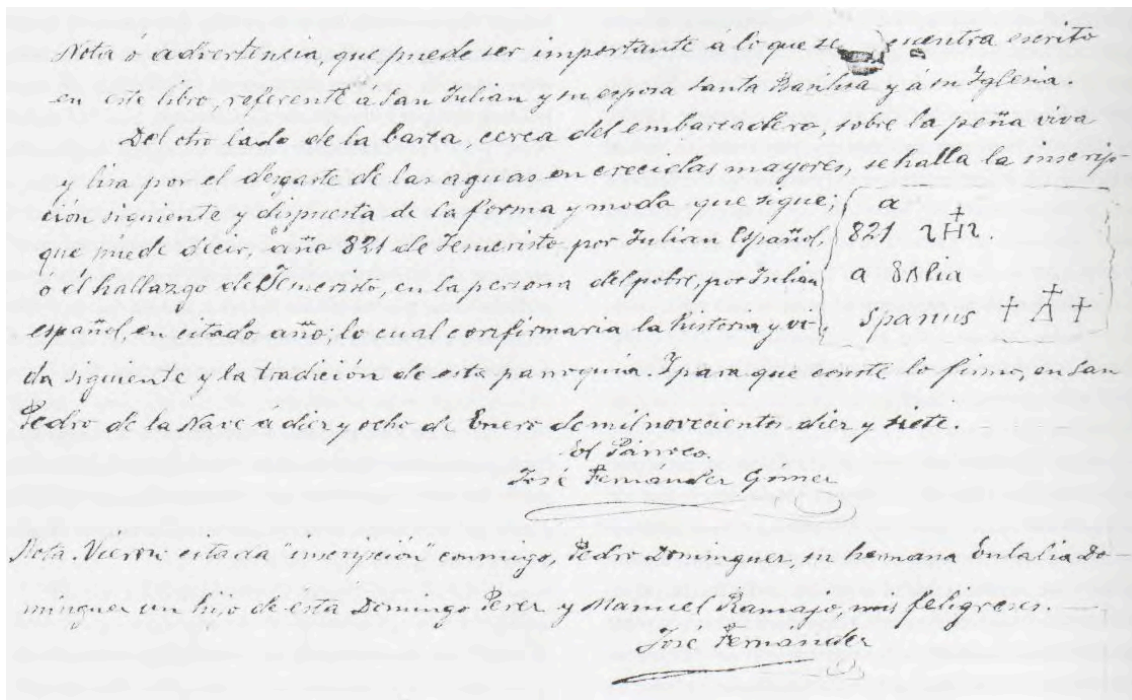 Nota ó advertencia, que puede ser importante á lo que se encuentra escrito
en este libro, referente á San Julian y su esposa Santa Basilisa y á su Iglesia.
Del otro lado de la barca, cerca del embarcadero, sobre la peña viva
y lisa por el desgaste de las aguas en crecidas mayores, se halla la inscrip-
ción siguiente y dispuesta de la forma y modo que sigue; a
que puede decir, año 821 de Jesucristo, por Julian Español, 821
ó el hallazgo de Jesucristo, en la persona del pobre, por Julian a 8Alia
español, en citado año; lo cual confirmaria la historia y vi- spanus
da siguiente y la tradición de esta parroquia. Y para que conste lo firmo, en San
Pedro de la Nave á diez y ocho de Enero de mil novecientos diez y siete.
El Párroco.
José Fernández Gómez
Nota. Vieron citada inscripción conmigo, Pedro Domínguez, su hermana Eulalia Do-
minguez un hijo de esta Domingo Perez y Manuel Ramajo, mis feligreses.
José Fernández